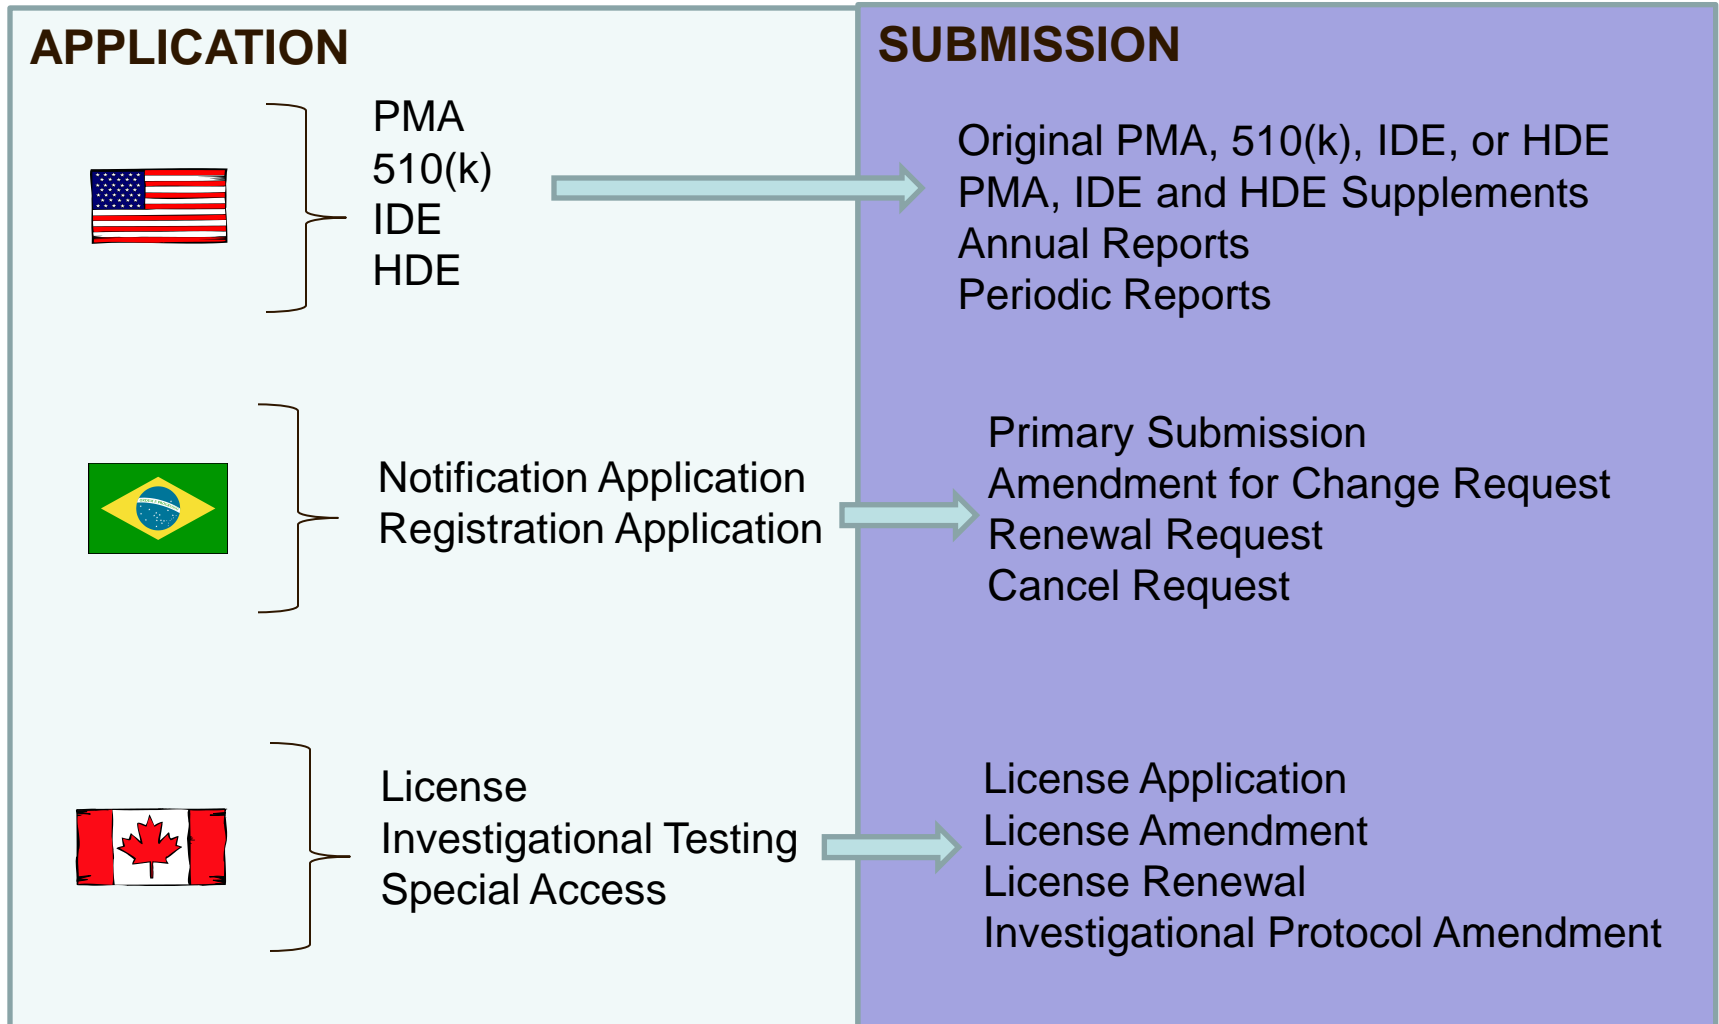 APPLICATION
PMA
510(k)
IDE
HDE
Notification Application
Registration Application
License
Investigational Testing
Special Access
SUBMISSION
Original PMA, 510(k), IDE, or HDE
PMA, IDE and HDE Supplements
Annual Reports
Periodic Reports
Primary Submission
Amendment for Change Request
Renewal Request
Cancel Request
License Application
License Amendment
License Renewal
Investigational Protocol Amendment